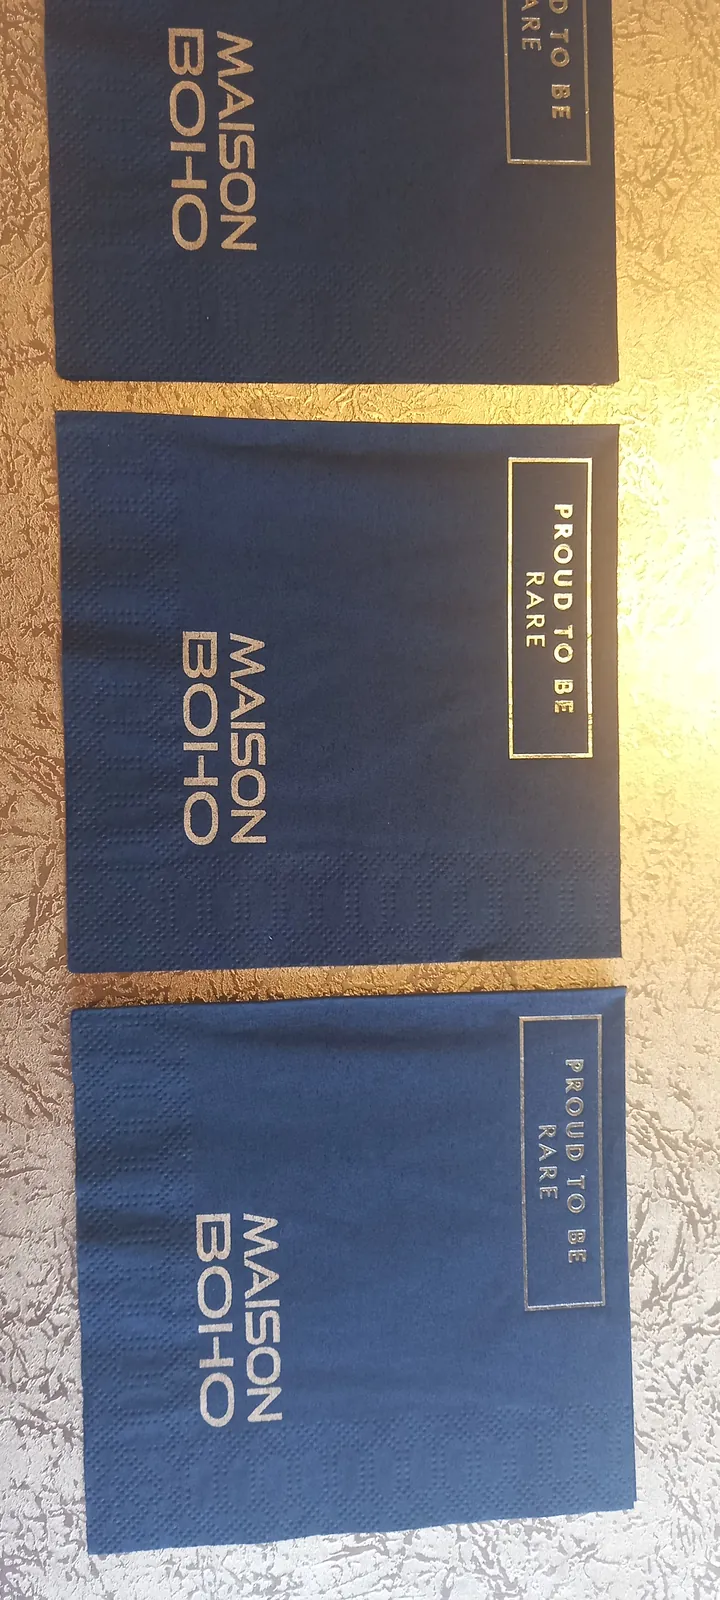 D TO BE
ARE
MAISON
BOHO
PROUD TO BE
RARE
MAISON
BOHO
PROUD TO BE
RARE
MAISON
BOHO